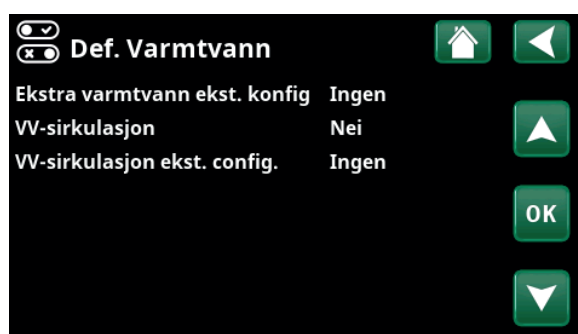 Def. Varmtvann
Ekstra varmtvann ekst. konfig Ingen
VV-sirkulasjon Nei
VV-sirkulasjon ekst. config. Ingen
OK